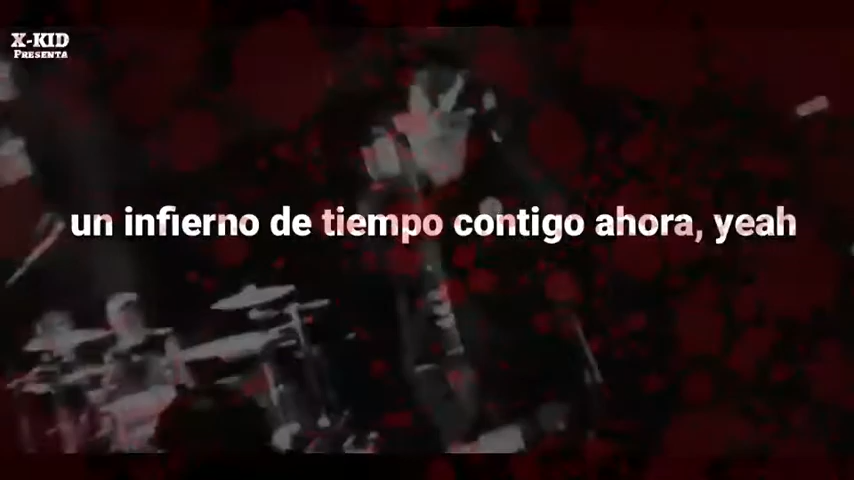 X-KID
PRESENTA
un infierno de tiempo contigo ahora, yeah